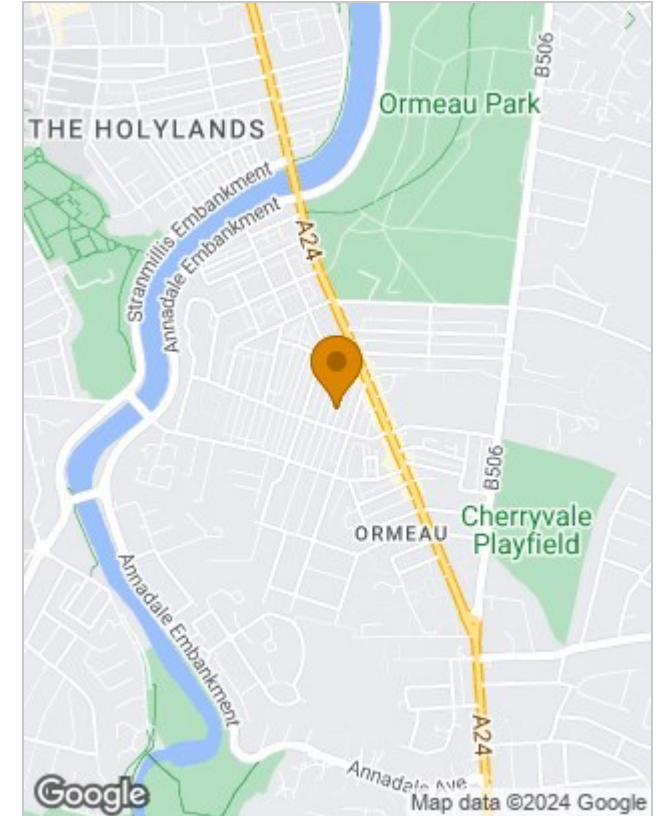 B506
Ormeau Park
THE HOLYLANDS
Stranmillis Embankment
Annadale Embankment
A24
B506
Cherryvale
Playfield
ORMEAU
Annadale Embankment
A24
Annadale Ave
Google
Map data ©2024 Google